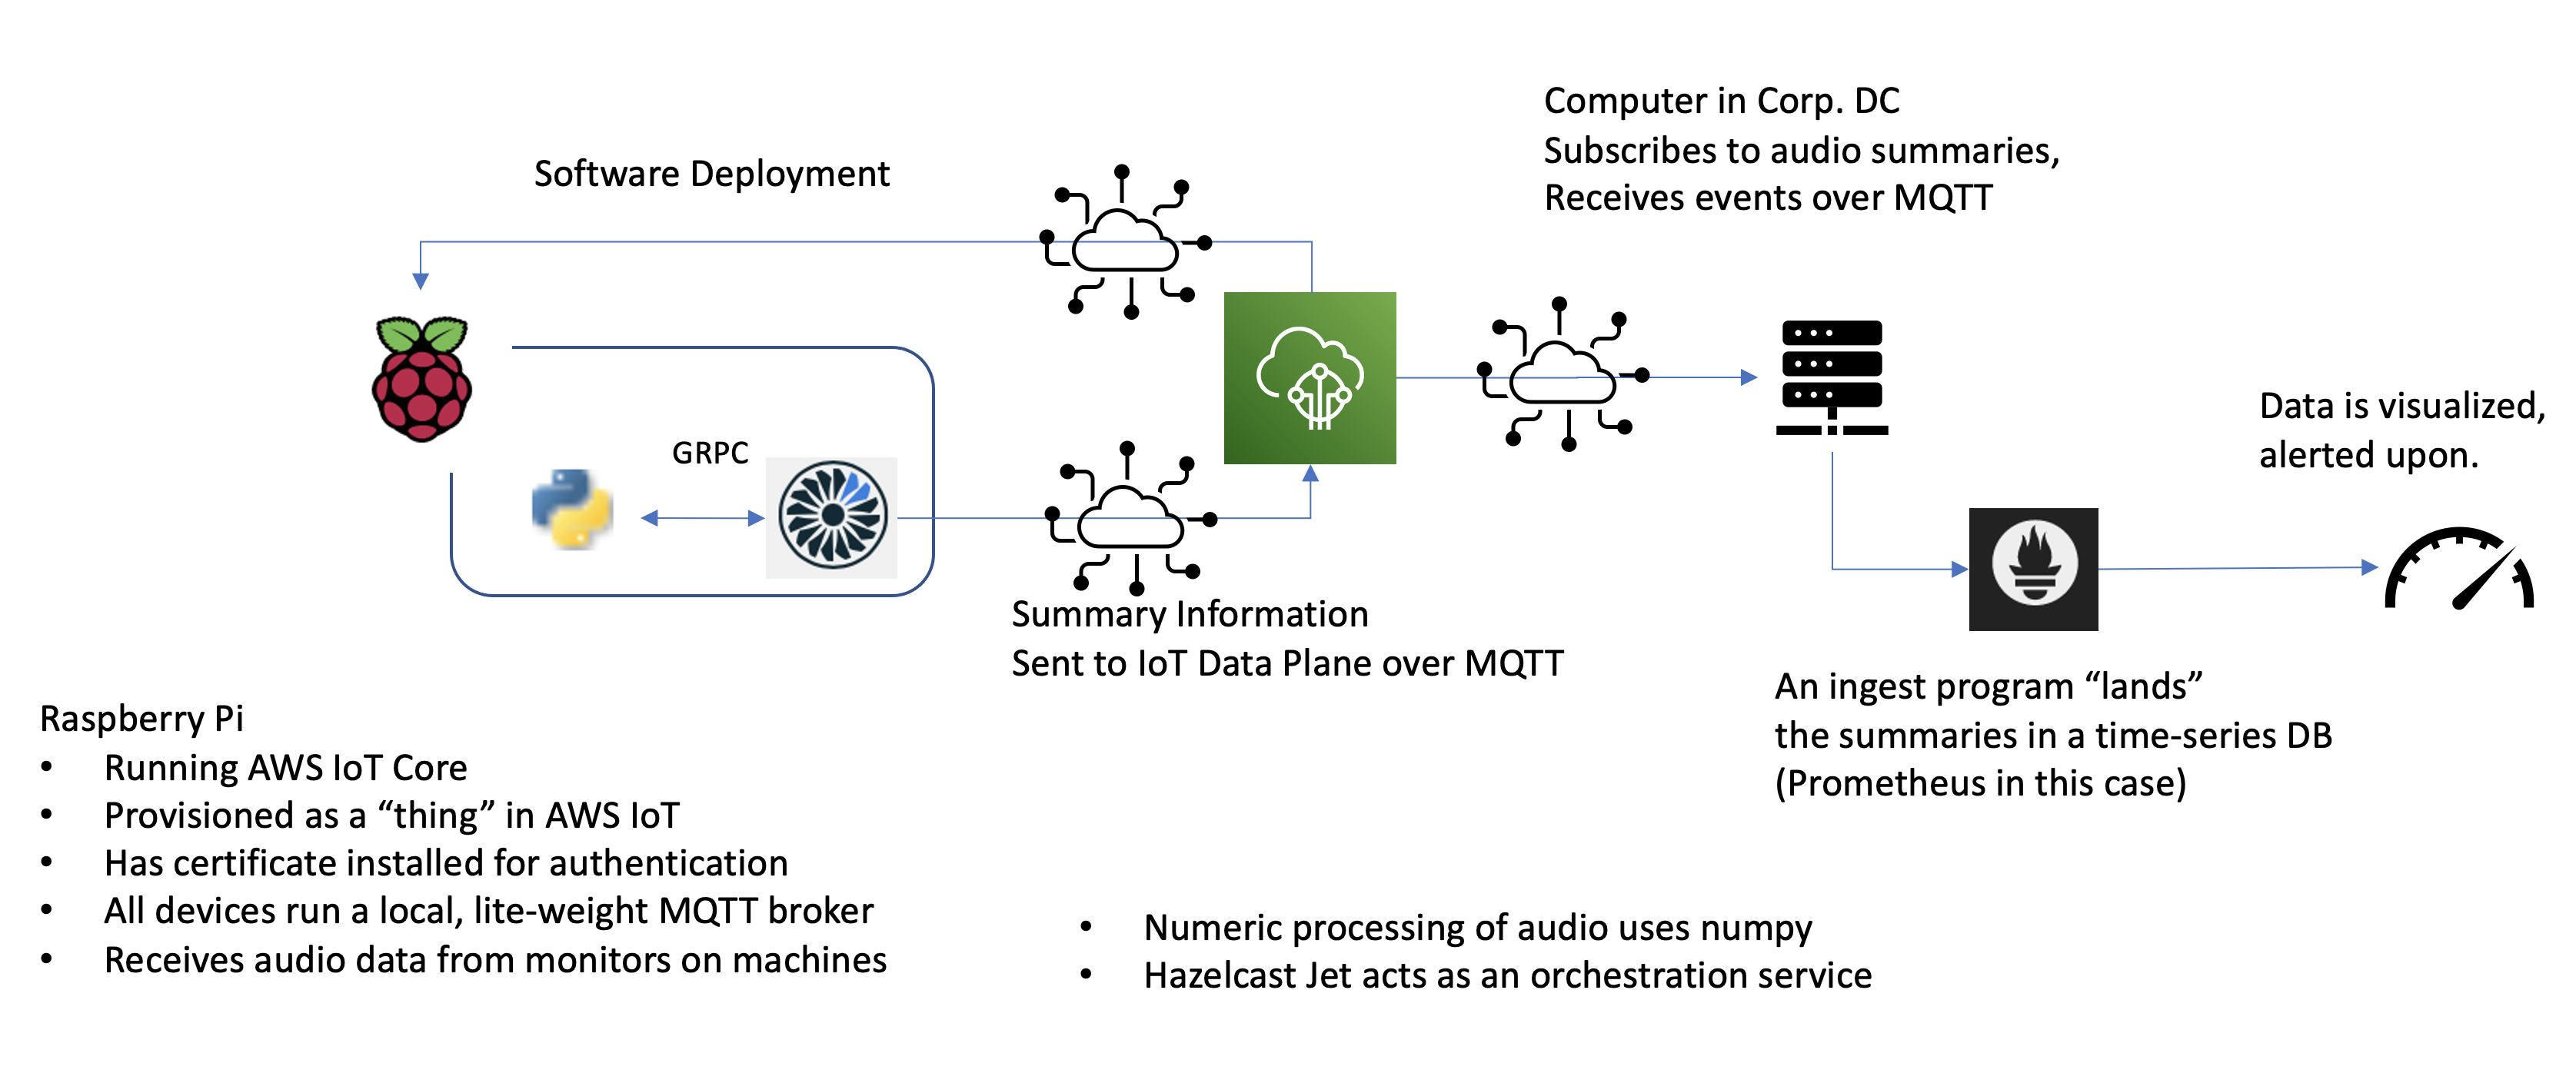 Computer in Corp. DC
Subscribes to audio summaries,
Receives events over MQTT
Software Deployment
Data is visualized,
alerted upon.
GRPC
Summary Information
Sent to IoT Data Plane over MQTT
An ingest program “lands”
the summaries in a time-series DB
(Prometheus in this case)
Raspberry Pi
• Running AWS IoT Core
• Provisioned as a “thing” in AWS IoT
• Has certificate installed for authentication
• All devices run a local, lite-weight MQTT broker
• Receives audio data from monitors on machines
• Numeric processing of audio uses numpy
• Hazelcast Jet acts as an orchestration service